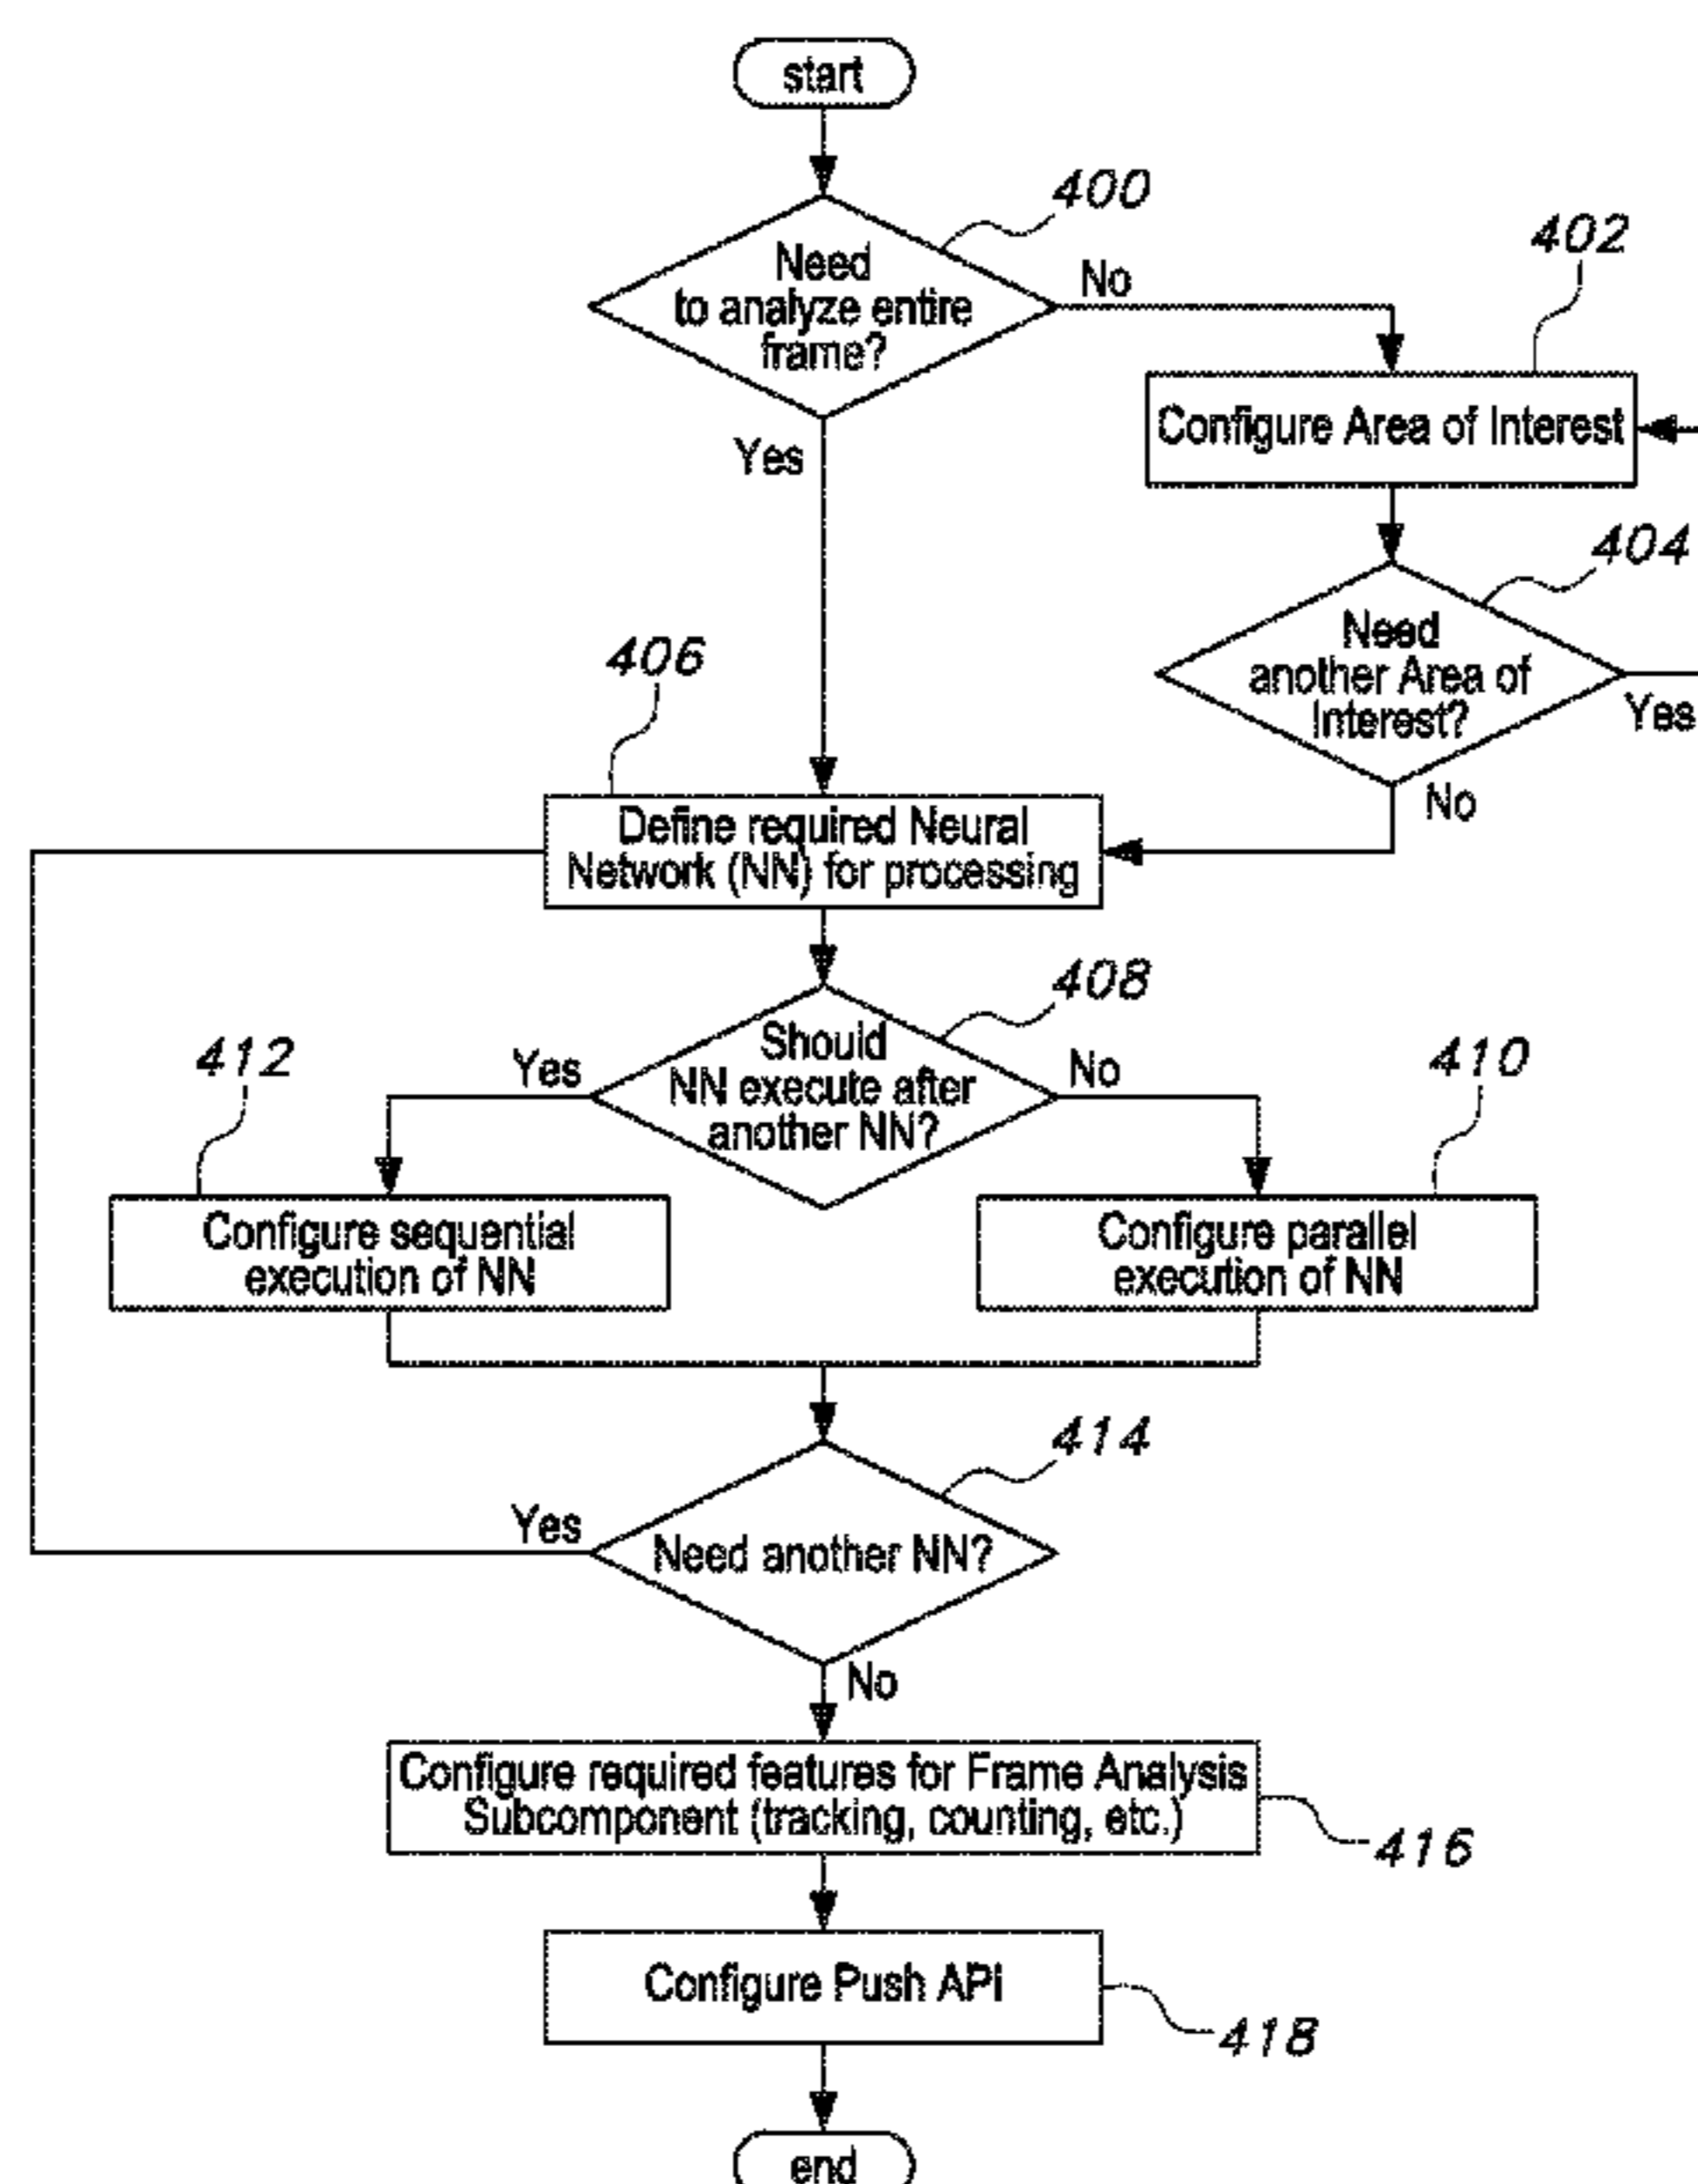 start
400
Need
to analyze entire
frame?
No
402
Yes
Configure Area of Interest
404
Need
another Area of
Interest?
Yes
No
406
Define required Neural
Network (NN) for processing
408
Should
NN execute after
another NN?
Yes
No
412
410
Configure sequential
execution of NN
Configure parallel
execution of NN
414
Need another NN?
Yes
No
Configure required features for Frame Analysis
Subcomponent (tracking, counting, etc.)
416
Configure Push API
418
end